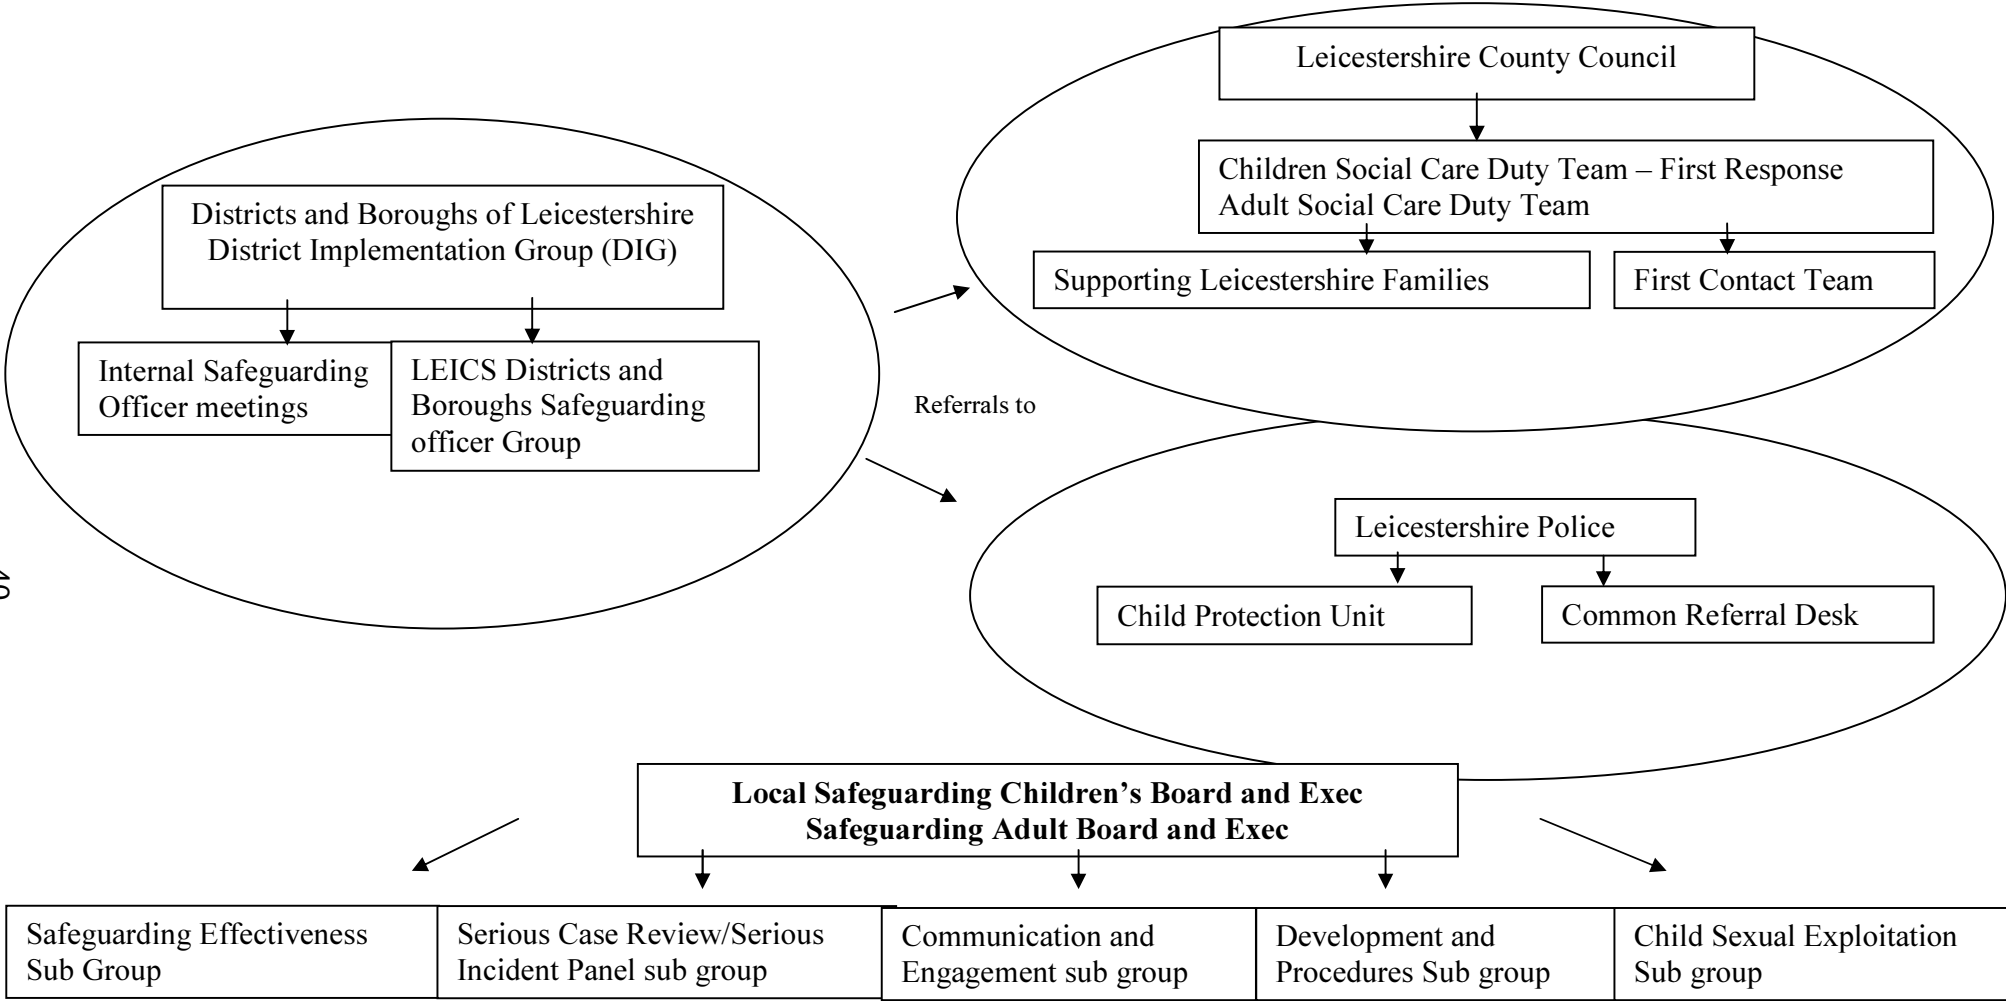 Leicestershire County Council
Children Social Care Duty Team – First Response
Adult Social Care Duty Team
Supporting Leicestershire Families
First Contact Team
Districts and Boroughs of Leicestershire
District Implementation Group (DIG)
Internal Safeguarding
Officer meetings
LEICS Districts and
Boroughs Safeguarding
officer Group
Referrals to
Leicestershire Police
Child Protection Unit
Common Referral Desk
Local Safeguarding Children’s Board and Exec
Safeguarding Adult Board and Exec
Safeguarding Effectiveness
Sub Group
Serious Case Review/Serious
Incident Panel sub group
Communication and
Engagement sub group
Development and
Procedures Sub group
Child Sexual Exploitation
Sub group